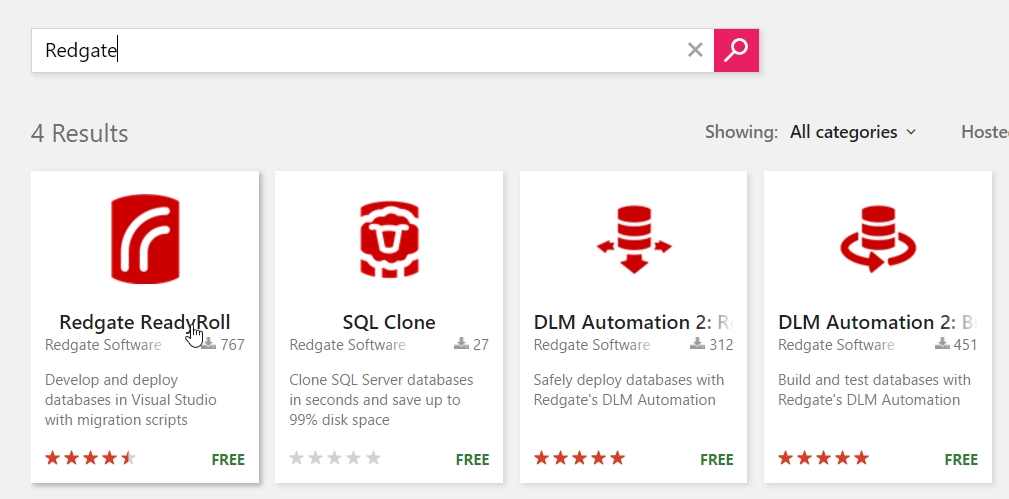 Redgate
4 Results
Showing: All categories
Hoste
Redgate ReadyRoll
Redgate Software 767
Develop and deploy
databases in Visual Studio
with migration scripts
FREE
SQL Clone
Redgate Software 27
Clone SQL Server databases
in seconds and save up to
99% disk space
FREE
DLM Automation 2: R
Redgate Software 312
Safely deploy databases with
Redgate's DLM Automation
FREE
DLM Automation 2: B
Redgate Software 451
Build and test databases with
Redgate's DLM Automation
FREE